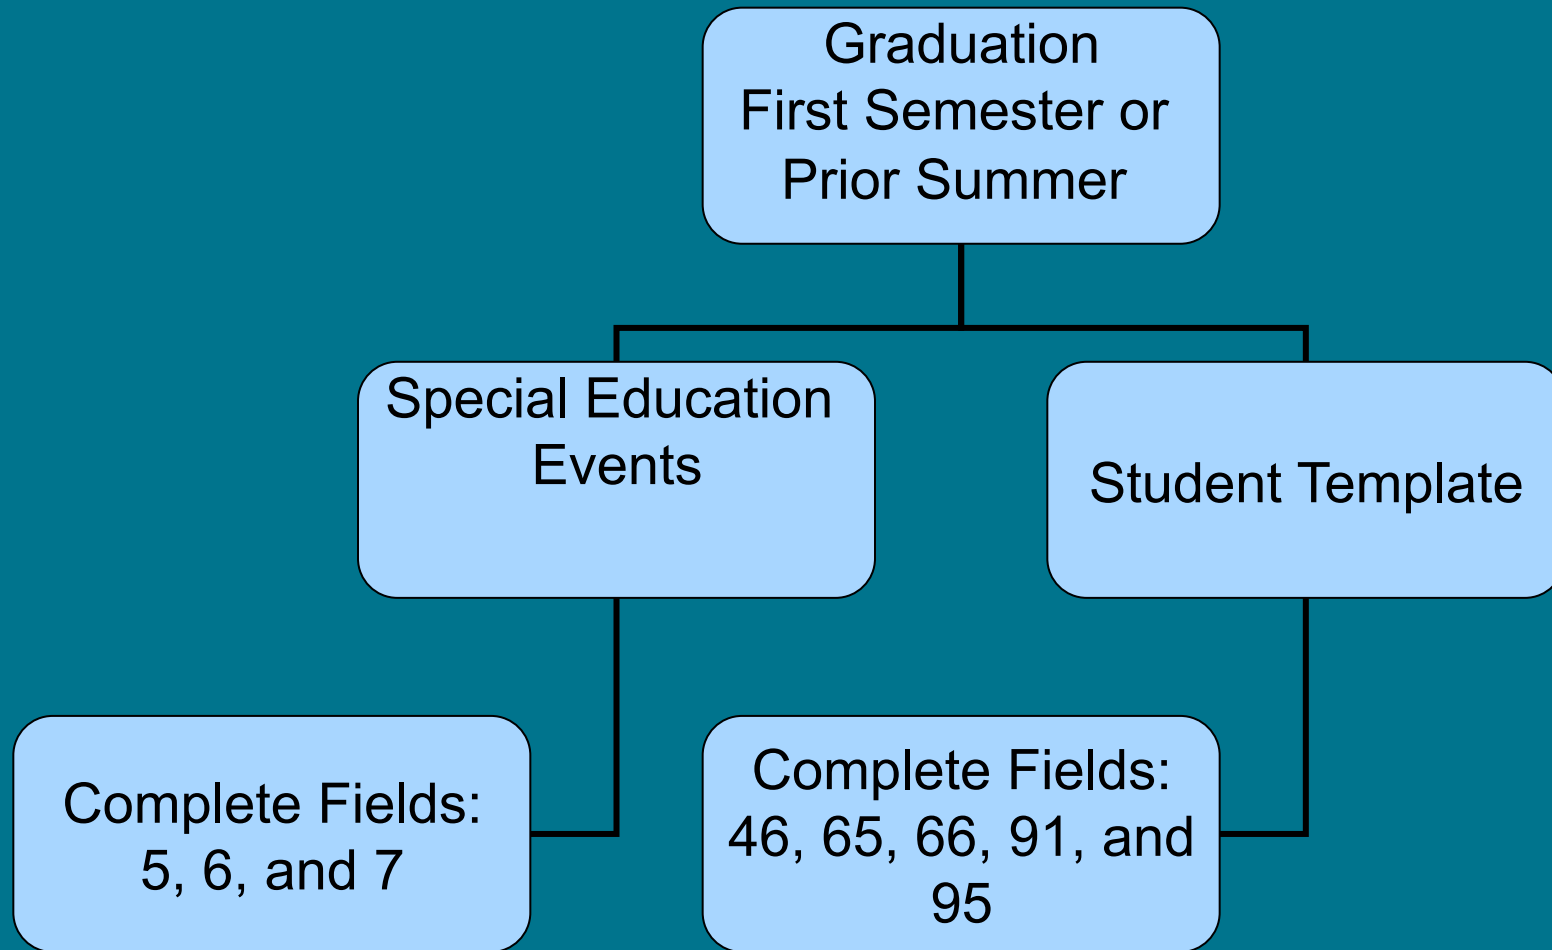 Graduation
First Semester or
Prior Summer
Special Education
Events
Student Template
Complete Fields:
5, 6, and 7
Complete Fields:
46, 65, 66, 91, and
95